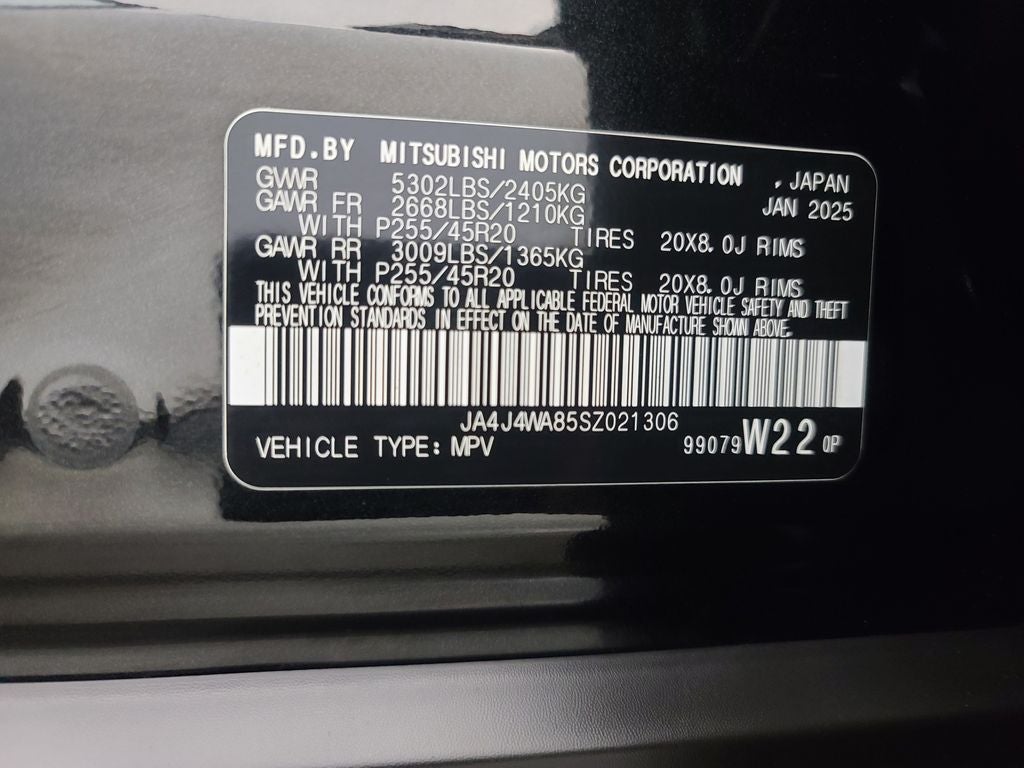 MFD.BY MITSUBISHI MOTORS CORPORATION , JAPAN
GVWR 5302LBS/2405KG JAN 2025
GAWR FR 2668LBS/1210KG
WITH P255/45R20 TIRES 20X8.0J RIMS
GAWR RR 3009LBS/1365KG
WITH P255/45R20 TIRES 20X8.0J RIMS
THIS VEHICLE CONFORMS TO ALL APPLICABLE FEDERAL MOTOR VEHICLE SAFETY AND THEFT
PREVENTION STANDARDS IN EFFECT ON THE DATE OF MANUFACTURE SHOWN ABOVE.
JA4J4WA85SZ021306
VEHICLE TYPE: MPV 99079W22 0P